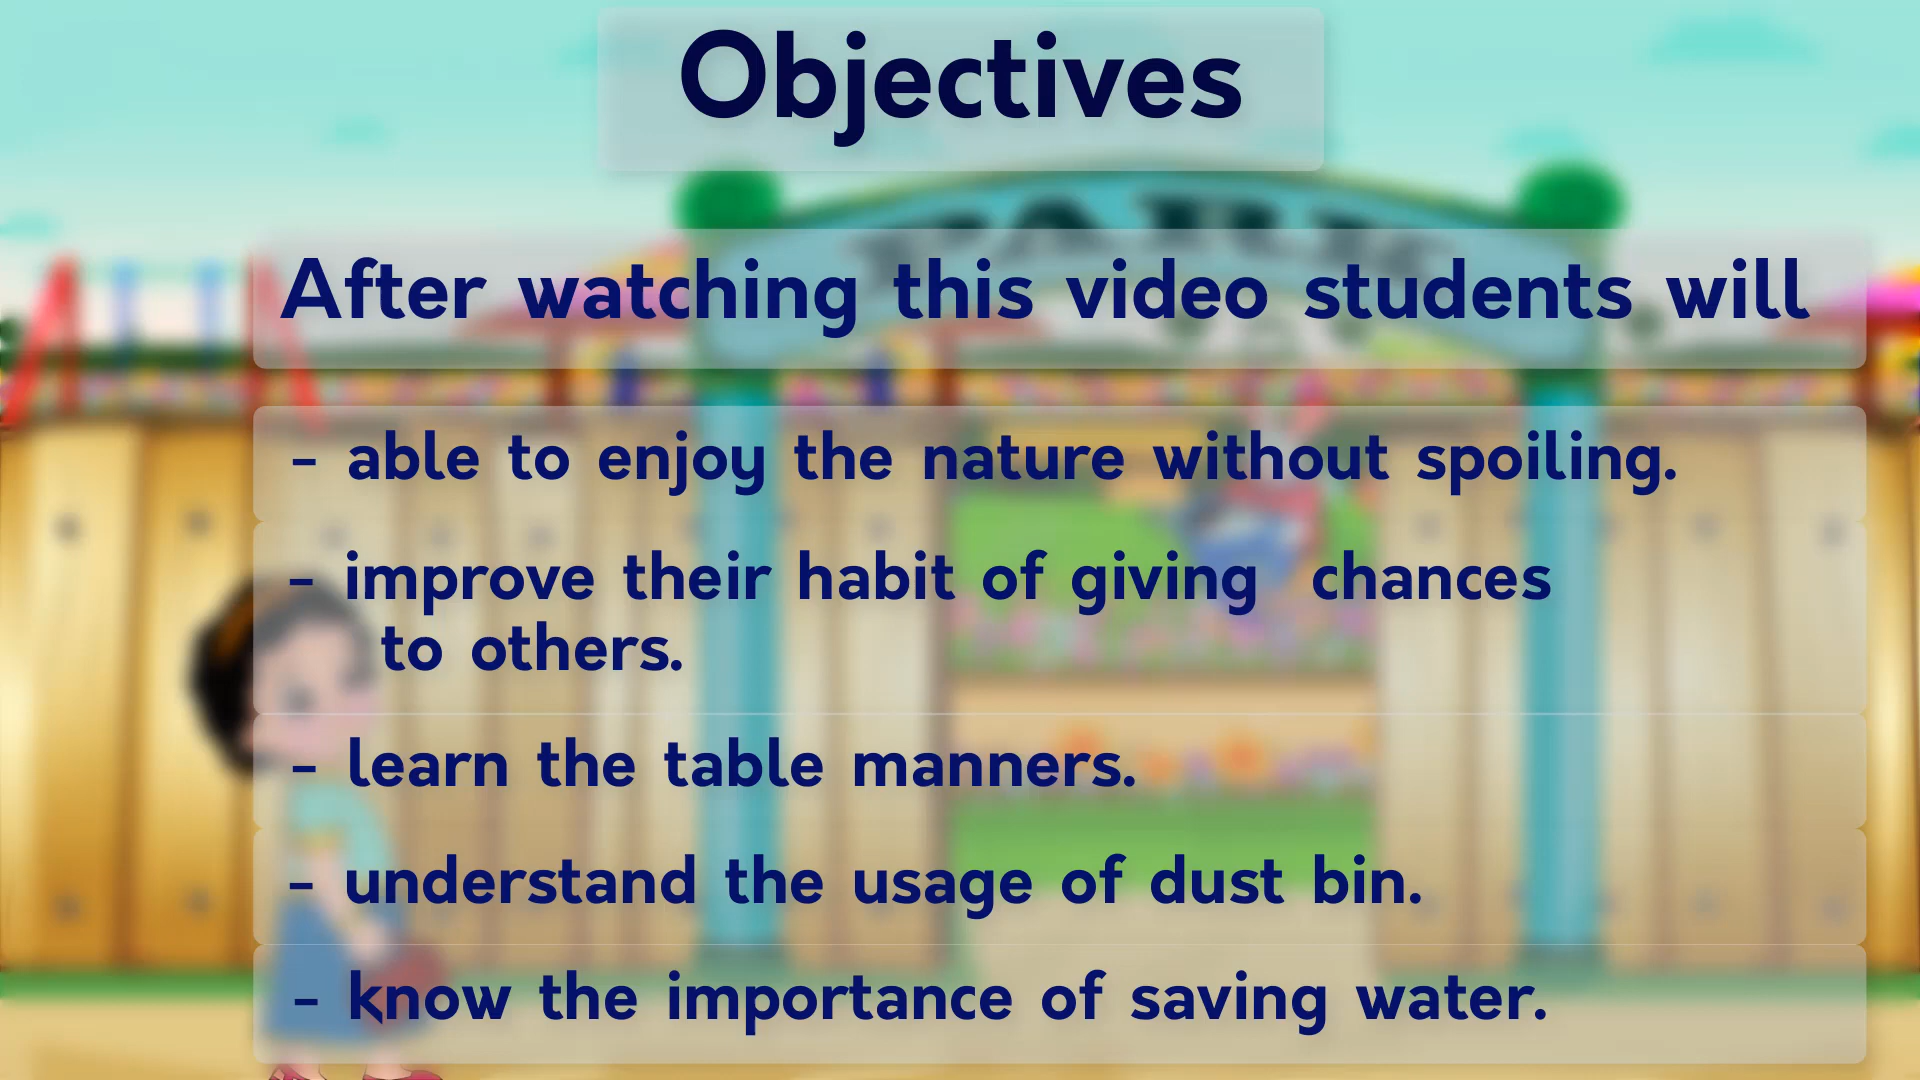 Objectives
PARK
After watching this video students will
- able to enjoy the nature without spoiling.
- improve their habit of giving chances
to others.
- learn the table manners.
- understand the usage of dust bin.
- know the importance of saving water.